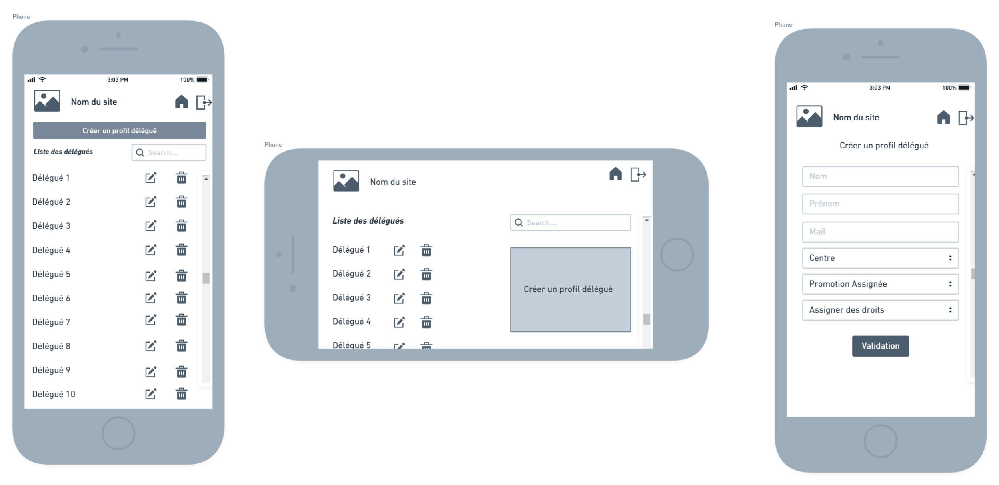 Phone
3:03 PM
100%
Nom du site
Créer un profil délégué
Liste des délégués
Search....
Délégué 1
Délégué 2
Délégué 3
Délégué 4
Délégué 5
Délégué 6
Délégué 7
Délégué 8
Délégué 9
Délégué 10
Phone
Nom du site
Liste des délégués
Search....
Délégué 1
Délégué 2
Délégué 3
Délégué 4
Délégué 5
Créer un profil délégué
Phone
3:03 PM
100%
Nom du site
Créer un profil délégué
Nom
Prénom
Mail
Centre
Promotion Assignée
Assigner des droits
Validation